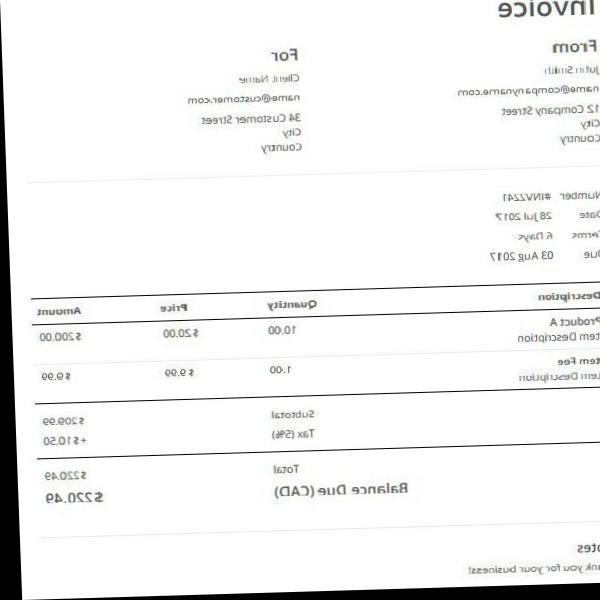 Invoice
From
For
John Smith
Client Name
name@companyname.com
name@customer.com
12 Company Street
34 Customer Street
City
City
Country
Country
Number #INVZZ41
Date 28 Jul 2017
Terms 6 Days
Due 03 Aug 2017
Description Quantity Price Amount
Product A 10.00 $20.00 $200.00
Item Description
Item Fee 1.00 $9.99 $9.99
Item Description
Subtotal $209.99
Tax (5%) +$10.50
Total $220.49
Balance Due (CAD) $220.49
Notes
Thank you for your business!